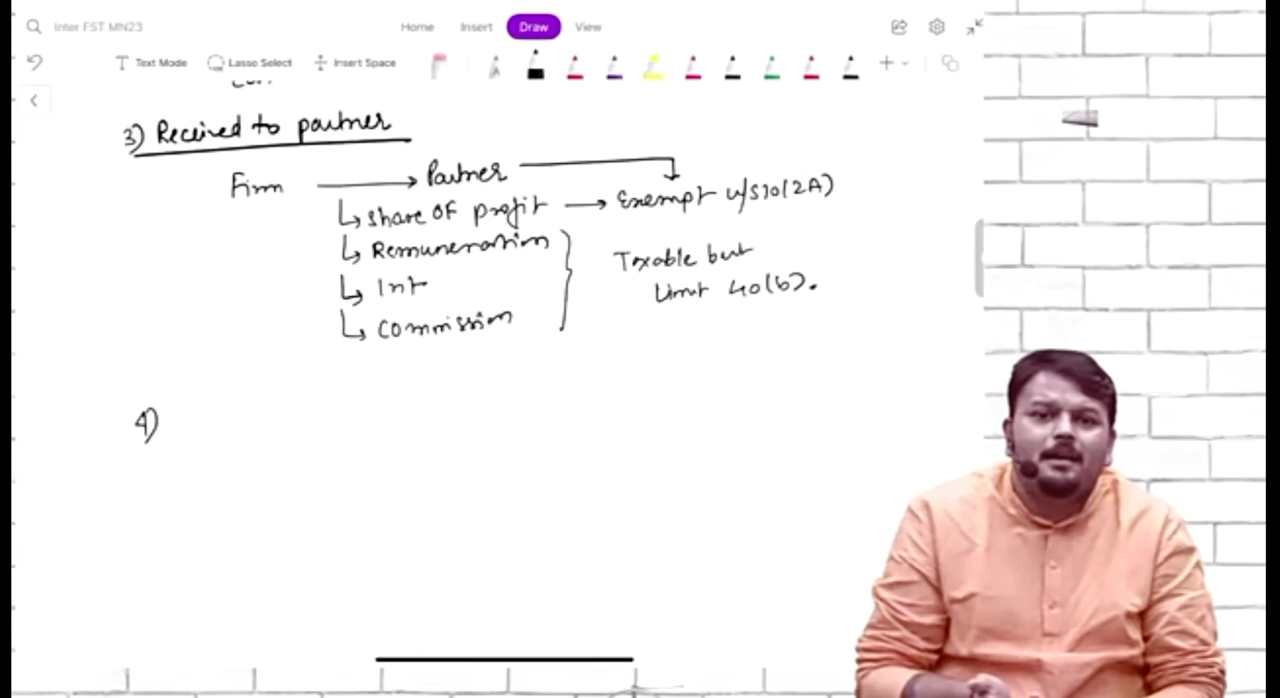 Inter FST MN23
Home Insert Draw View
Text Mode Lasso Select Insert Space
3) Received to partner
Firm → Partner
↳ share OF profit → Exempt u/s10(2A)
↳ Remuneration
↳ Int
↳ Commission
Taxable but
Limit 40(b).
4)